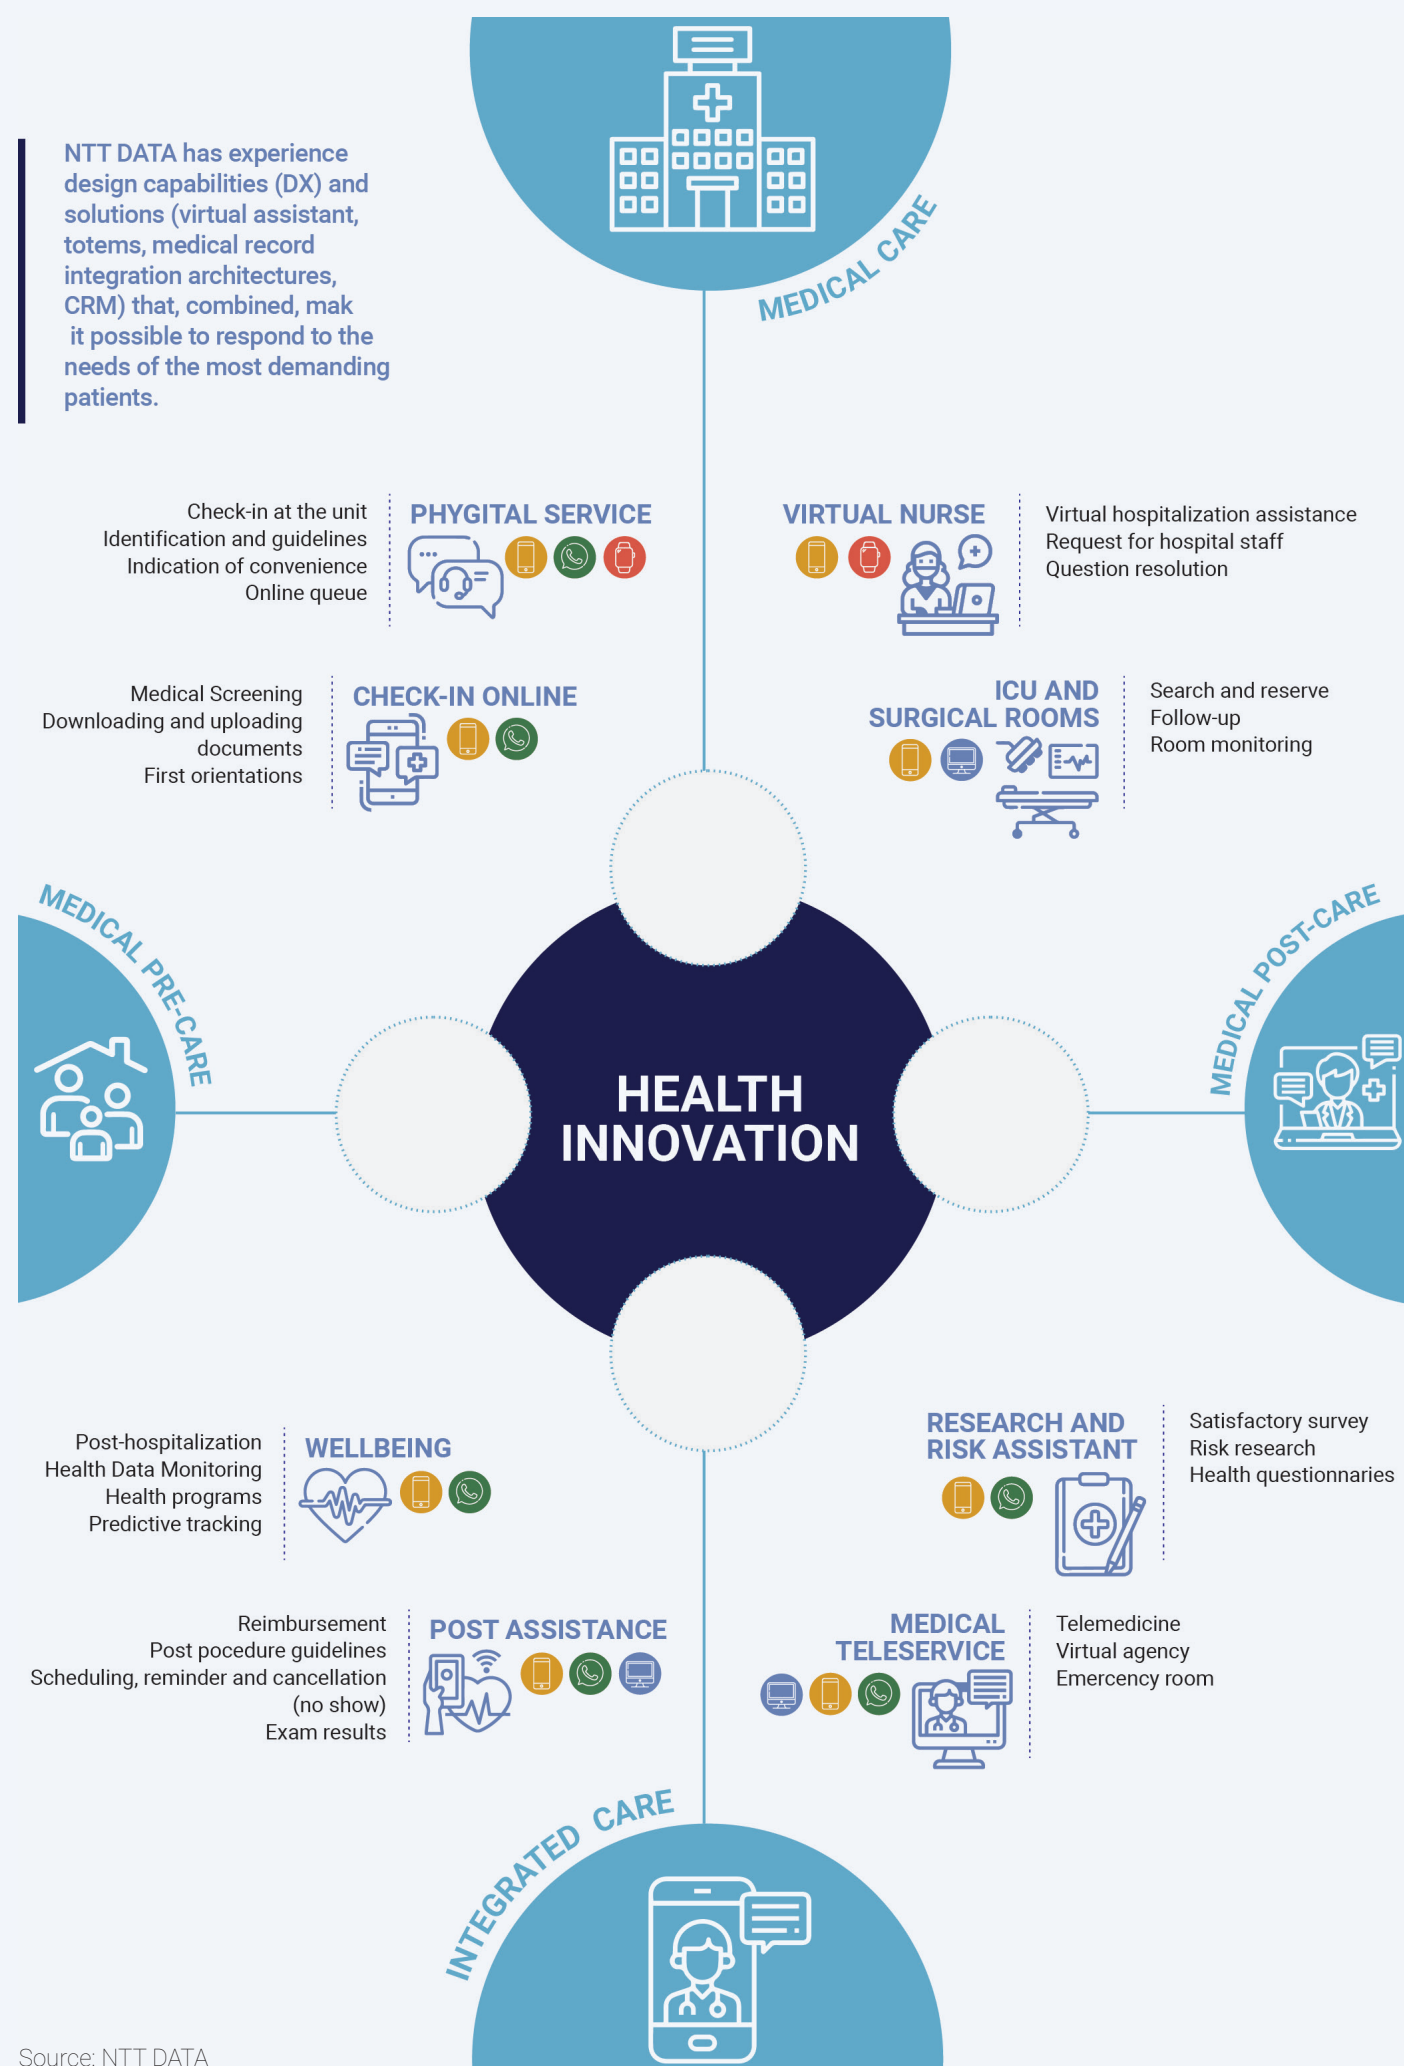 NTT DATA has experience
design capabilities (DX) and
solutions (virtual assistant,
totems, medical record
integration architectures,
CRM) that, combined, mak
it possible to respond to the
needs of the most demanding
patients.
MEDICAL CARE
Check-in at the unit
Identification and guidelines
Indication of convenience
Online queue
PHYGITAL SERVICE
VIRTUAL NURSE
Virtual hospitalization assistance
Request for hospital staff
Question resolution
Medical Screening
Downloading and uploading
documents
First orientations
CHECK-IN ONLINE
ICU AND
SURGICAL ROOMS
Search and reserve
Follow-up
Room monitoring
MEDICAL PRE-CARE
MEDICAL POST-CARE
HEALTH
INNOVATION
Post-hospitalization
Health Data Monitoring
Health programs
Predictive tracking
WELLBEING
RESEARCH AND
RISK ASSISTANT
Satisfactory survey
Risk research
Health questionnaries
Reimbursement
Post pocedure guidelines
Scheduling, reminder and cancellation
(no show)
Exam results
POST ASSISTANCE
MEDICAL
TELESERVICE
Telemedicine
Virtual agency
Emercency room
INTEGRATED CARE
Source: NTT DATA